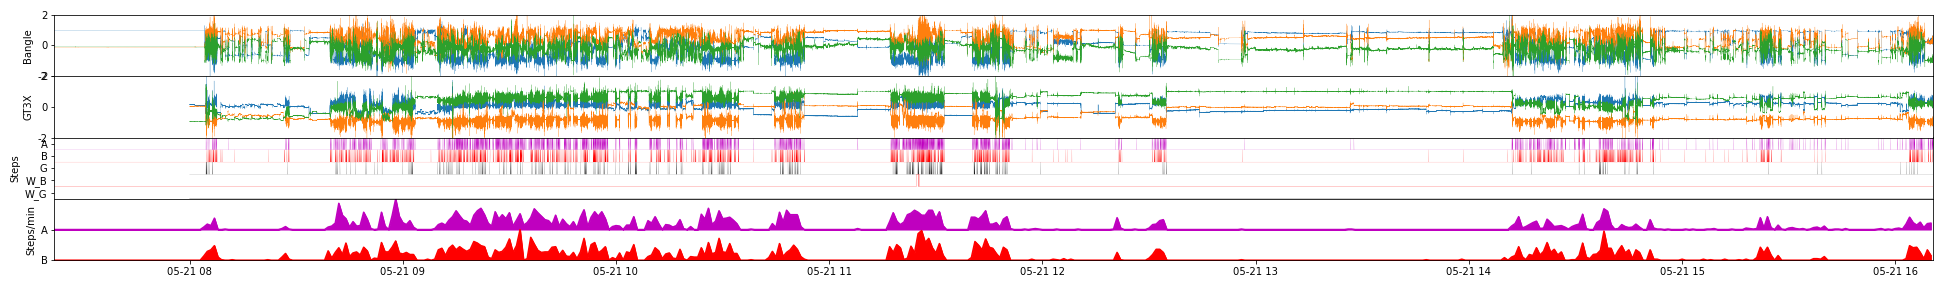 2
0
Bangle
-2
2
0
GT3X
-2
A
B
G
W_B
W_G
Steps
Steps/min
A
B
05-21 08
05-21 09
05-21 10
05-21 11
05-21 12
05-21 13
05-21 14
05-21 15
05-21 16